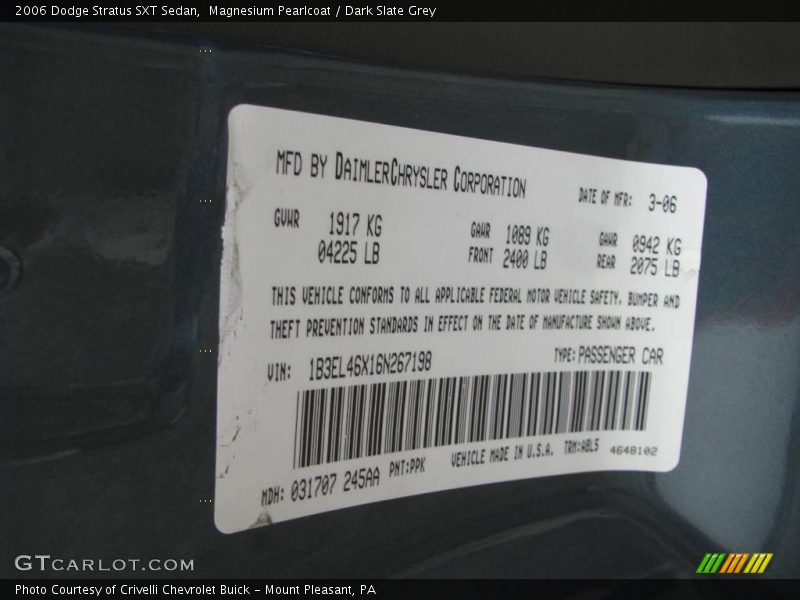 2006 Dodge Stratus SXT Sedan,  Magnesium Pearlcoat / Dark Slate Grey
MFD BY DAIMLERCHRYSLER CORPORATION
DATE OF MFR: 3-06
GVWR 1917 KG GAWR 1089 KG GAWR 0942 KG
04225 LB FRONT 2400 LB REAR 2075 LB
THIS VEHICLE CONFORMS TO ALL APPLICABLE FEDERAL MOTOR VEHICLE SAFETY, BUMPER AND
THEFT PREVENTION STANDARDS IN EFFECT ON THE DATE OF MANUFACTURE SHOWN ABOVE.
VIN: 1B3EL46X16N267198 TYPE: PASSENGER CAR
MDH: 031707 245AA PNT:PPK VEHICLE MADE IN U.S.A. TRM:ABL5 4648102
GTCARLOT.COM
Photo Courtesy of Crivelli Chevrolet Buick - Mount Pleasant, PA